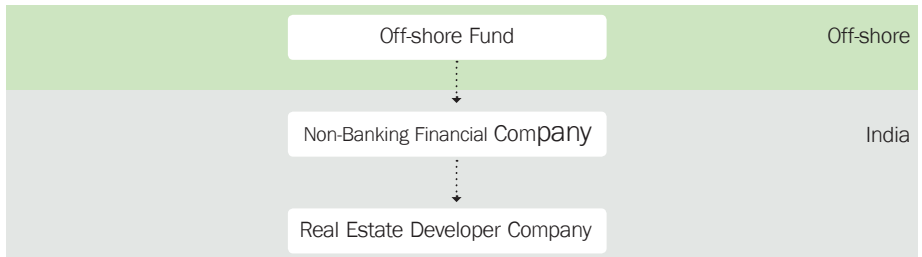 Off-shore Fund
Off-shore
Non-Banking Financial Company
India
Real Estate Developer Company